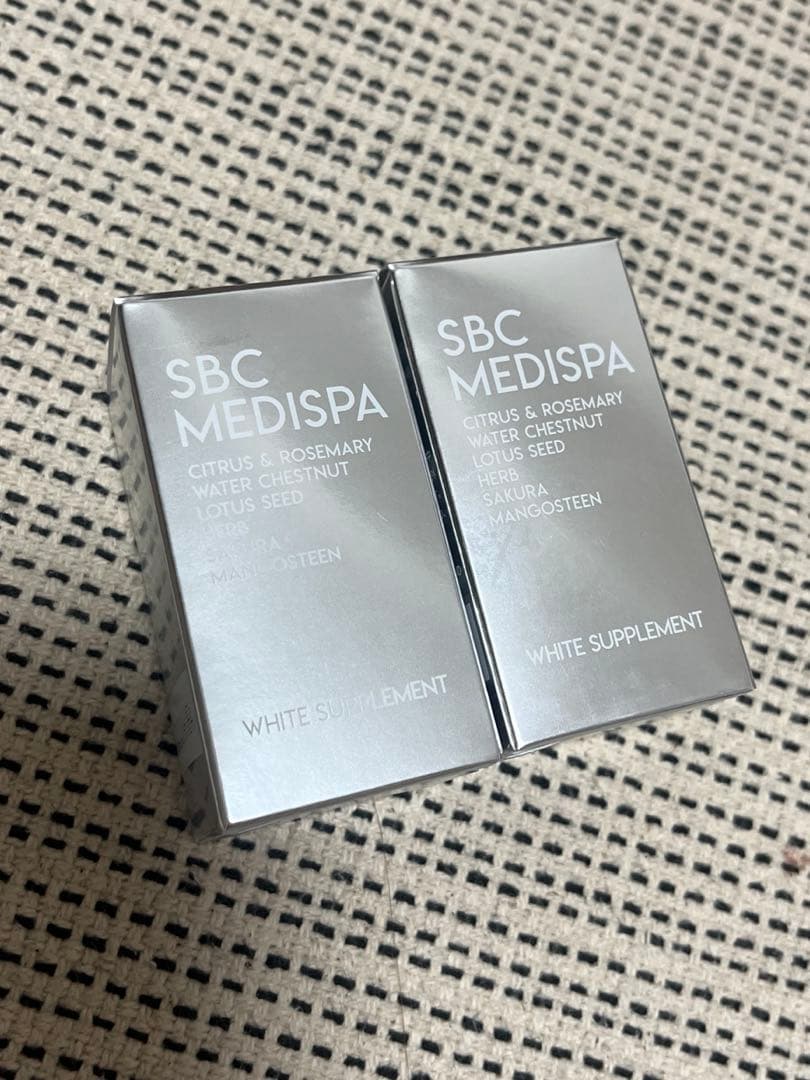 SBC
MEDISPA
CITRUS & ROSEMARY
WATER CHESTNUT
LOTUS SEED
HERB
SAKURA
MANGOSTEEN
WHITE SUPPLEMENT
SBC
MEDISPA
CITRUS & ROSEMARY
WATER CHESTNUT
LOTUS SEED
HERB
SAKURA
MANGOSTEEN
WHITE SUPPLEMENT